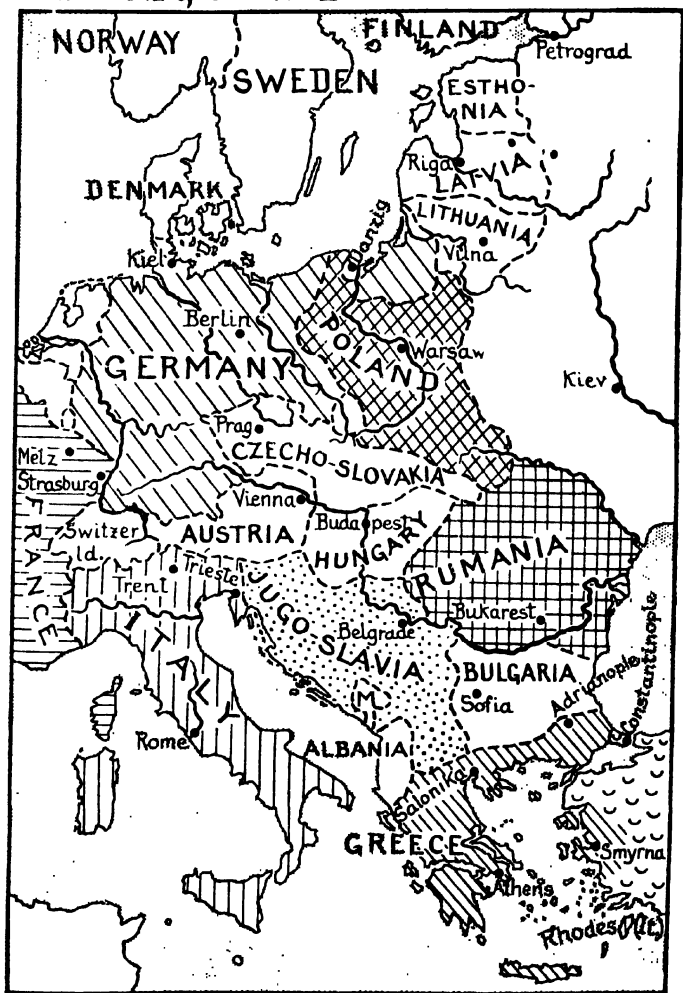 NORWAY
FINLAND
Petrograd
SWEDEN
ESTHO-
NIA
Riga
LATVIA
DENMARK
LITHUANIA
Danzig
Vilna
Kiel
Berlin
POLAND
GERMANY
Warsaw
Kiev
Prag
CZECHO-SLOVAKIA
Metz
Strasburg
Vienna
FRANCE
Switzer
ld.
AUSTRIA
Budapest
HUNGARY
RUMANIA
Trent
Trieste
JUGO-SLAVIA
Bukarest
ITALY
Belgrade
BULGARIA
Constantinople
M.
Sofia
Adrianople
Rome
ALBANIA
Salonika
GREECE
Smyrna
Athens
Rhodes (It.)